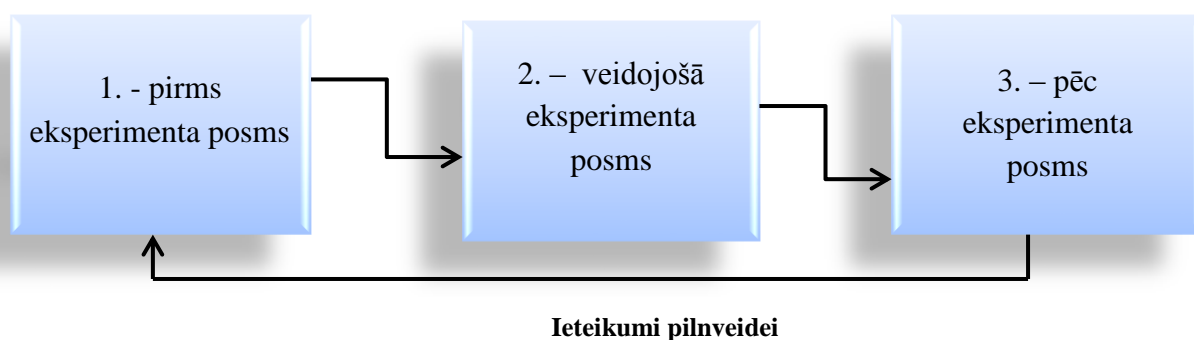 1. - pirms
eksperimenta posms
2. – veidojošā
eksperimenta
posms
3. – pēc
eksperimenta
posms
Ieteikumi pilnveidei